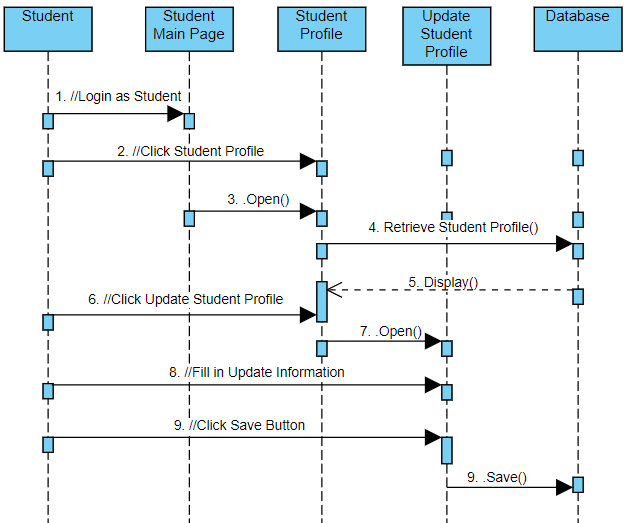 Student
Student
Main Page
Student
Profile
Update
Student
Profile
Database
1. //Login as Student
2. //Click Student Profile
3. .Open()
4. Retrieve Student Profile()
5. Display()
6. //Click Update Student Profile
7. .Open()
8. //Fill in Update Information
9. //Click Save Button
9. .Save()